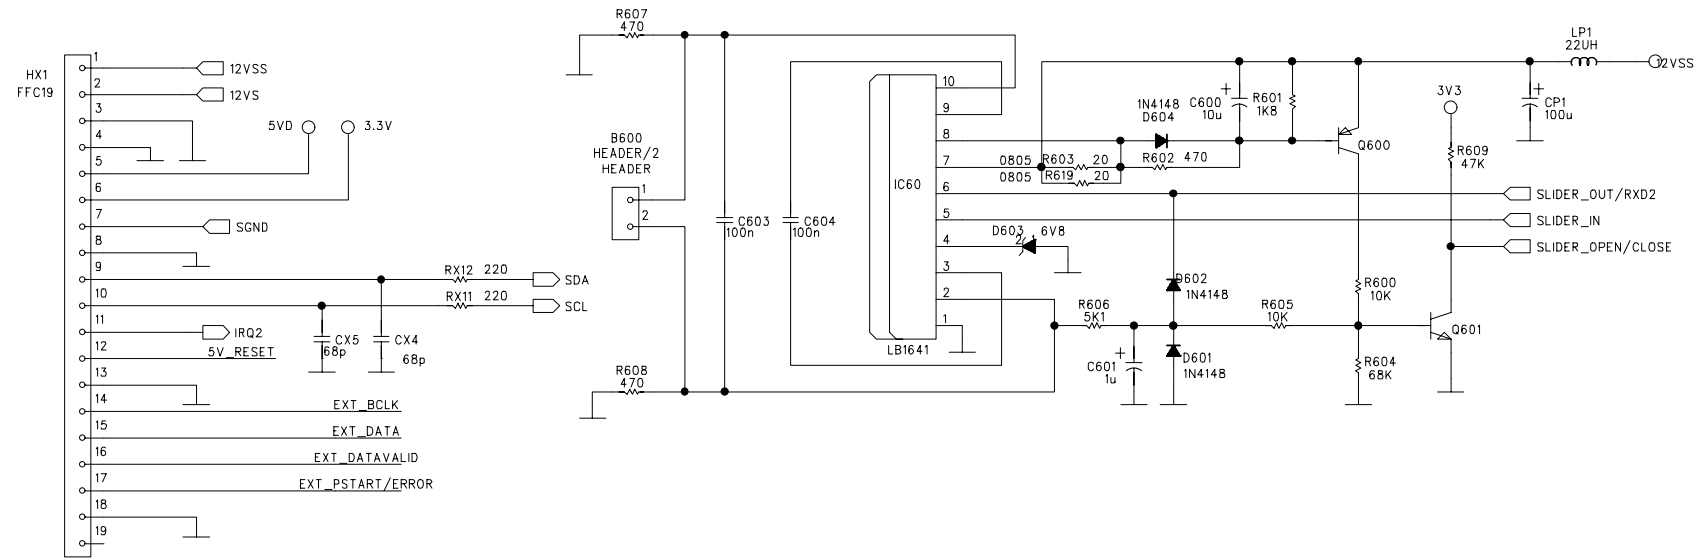 HX1
FFC19
1
2
3
4
5
6
7
8
9
10
11
12
13
14
15
16
17
18
19
12VSS
12VS
5VD
3.3V
SGND
RX12 220
SDA
RX11 220
SCL
IRQ2
5V_RESET
CX5
68p
CX4
68p
EXT_BCLK
EXT_DATA
EXT_DATAVALID
EXT_PSTART/ERROR
R607
470
B600
HEADER/2
HEADER
1
2
C603
100n
C604
100n
R608
470
IC60
LB1641
10
9
8
7
6
5
4
3
2
1
1N4148
D604
C600
10u
+
R601
1K8
0805 R603 20
0805 R619 20
R602 470
Q600
LP1
22UH
12VSS
+
CP1
100u
3V3
R609
47K
SLIDER_OUT/RXD2
SLIDER_IN
SLIDER_OPEN/CLOSE
D603 6V8
2 1
D602
1N4148
R606
5K1
R605
10K
R600
10K
Q601
+
C601
1u
D601
1N4148
R604
68K